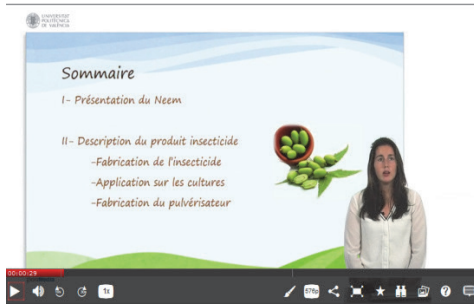 UNIVERSITAT
POLITÈCNICA
DE VALÈNCIA
Sommaire
I- Présentation du Neem
II- Description du produit insecticide
-Fabrication de l'insecticide
-Application sur les cultures
-Fabrication du pulvérisateur
00:00:29
1x
576p